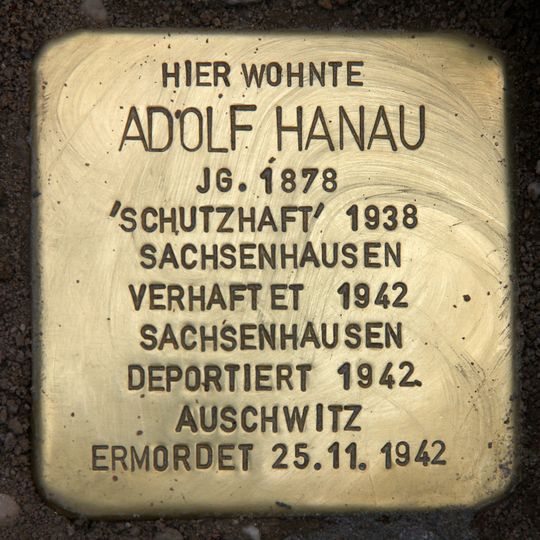 HIER WOHNTE
ADOLF HANAU
JG. 1878
'SCHUTZHAFT' 1938
SACHSENHAUSEN
VERHAFTET 1942
SACHSENHAUSEN
DEPORTIERT 1942
AUSCHWITZ
ERMORDET 25.11.1942